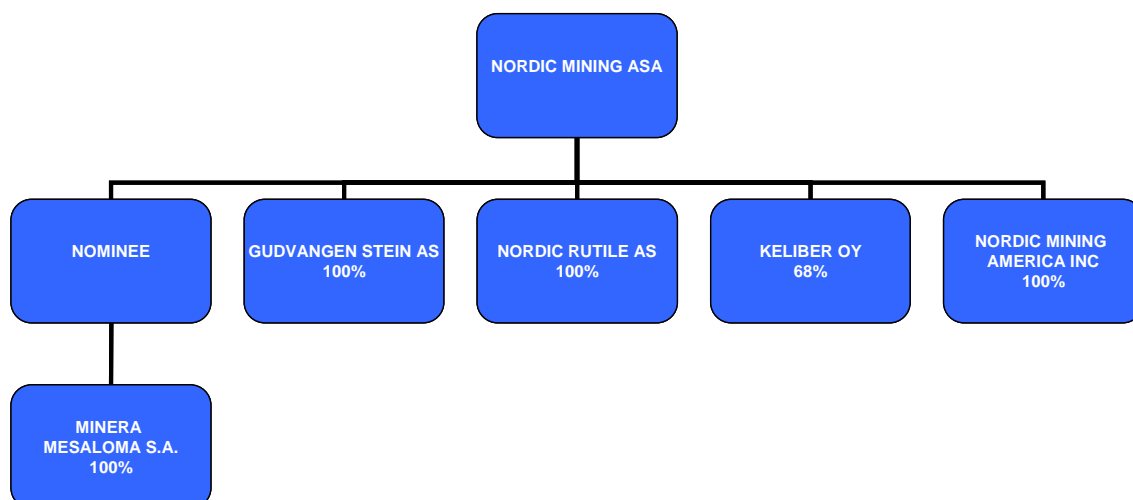 NORDIC MINING ASA
NOMINEE
GUDVANGEN STEIN AS
100%
NORDIC RUTILE AS
100%
KELIBER OY
68%
NORDIC MINING
AMERICA INC
100%
MINERA
MESALOMA S.A.
100%